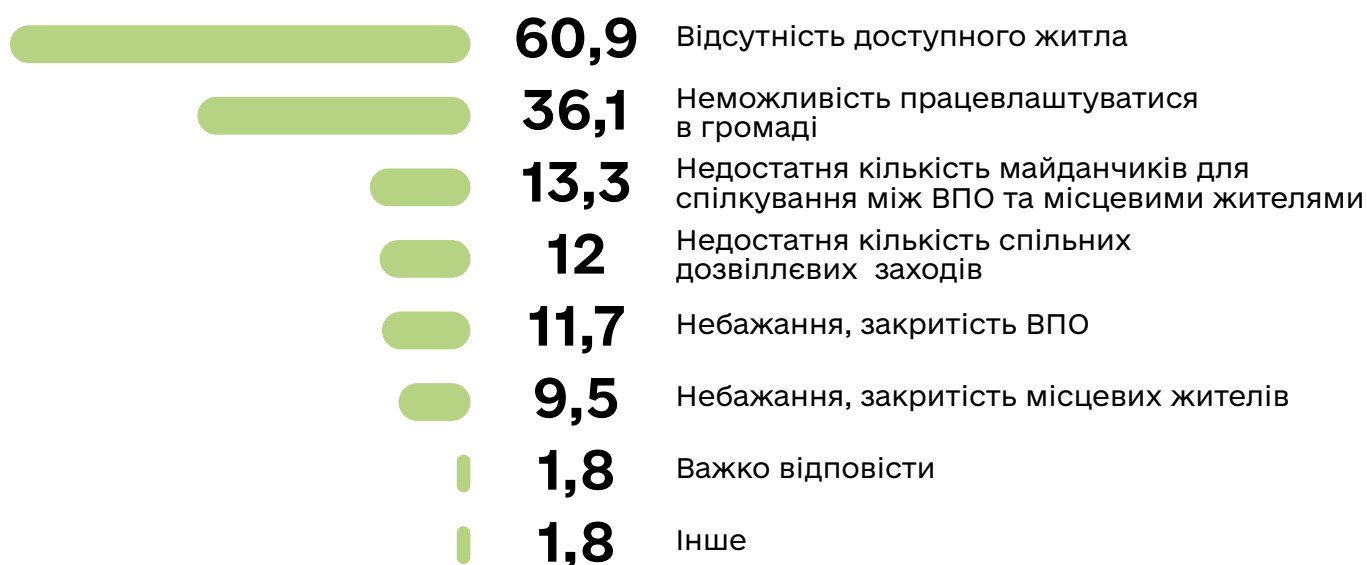 60,9 Відсутність доступного житла
36,1 Неможливість працевлаштуватися
в громаді
13,3 Недостатня кількість майданчиків для
спілкування між ВПО та місцевими жителями
12 Недостатня кількість спільних
дозвіллєвих заходів
11,7 Небажання, закритість ВПО
9,5 Небажання, закритість місцевих жителів
1,8 Важко відповісти
1,8 Інше